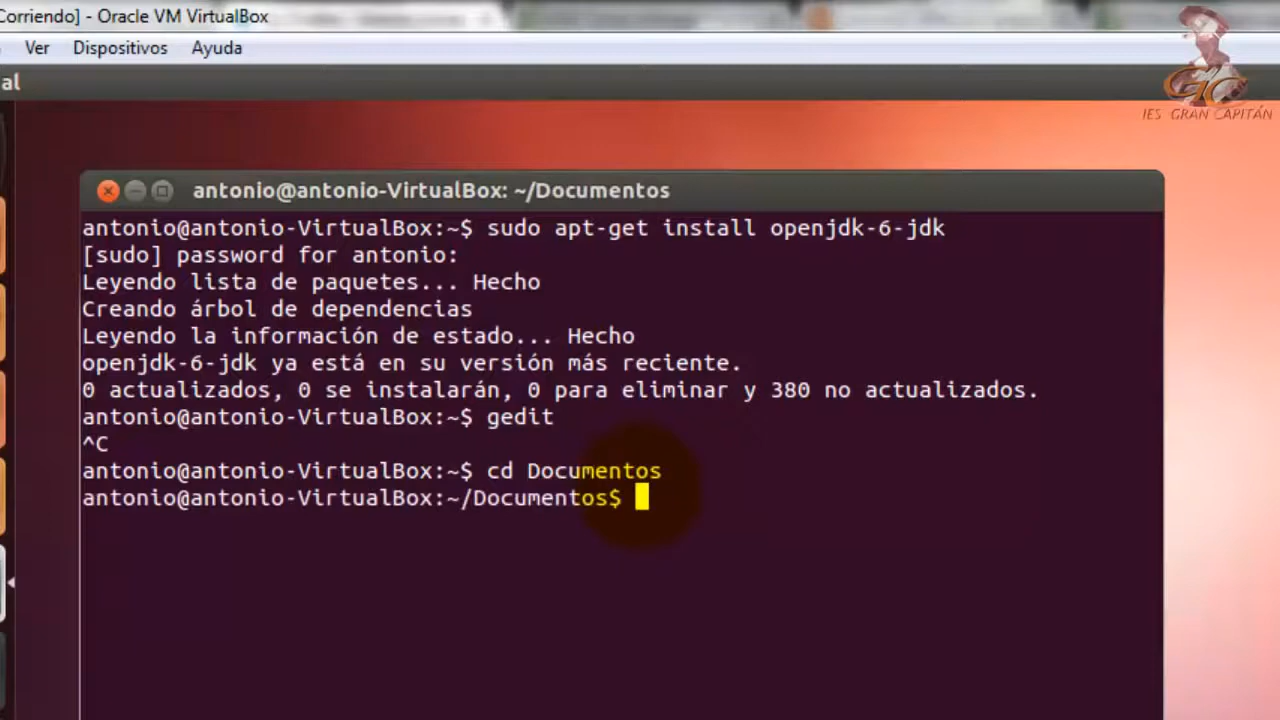 Corriendo] - Oracle VM VirtualBox
Ver Dispositivos Ayuda
al
GC
IES GRAN CAPITÁN
antonio@antonio-VirtualBox: ~/Documentos
antonio@antonio-VirtualBox:~$ sudo apt-get install openjdk-6-jdk
[sudo] password for antonio:
Leyendo lista de paquetes... Hecho
Creando árbol de dependencias
Leyendo la información de estado... Hecho
openjdk-6-jdk ya está en su versión más reciente.
0 actualizados, 0 se instalarán, 0 para eliminar y 380 no actualizados.
antonio@antonio-VirtualBox:~$ gedit
^C
antonio@antonio-VirtualBox:~$ cd Documentos
antonio@antonio-VirtualBox:~/Documentos$